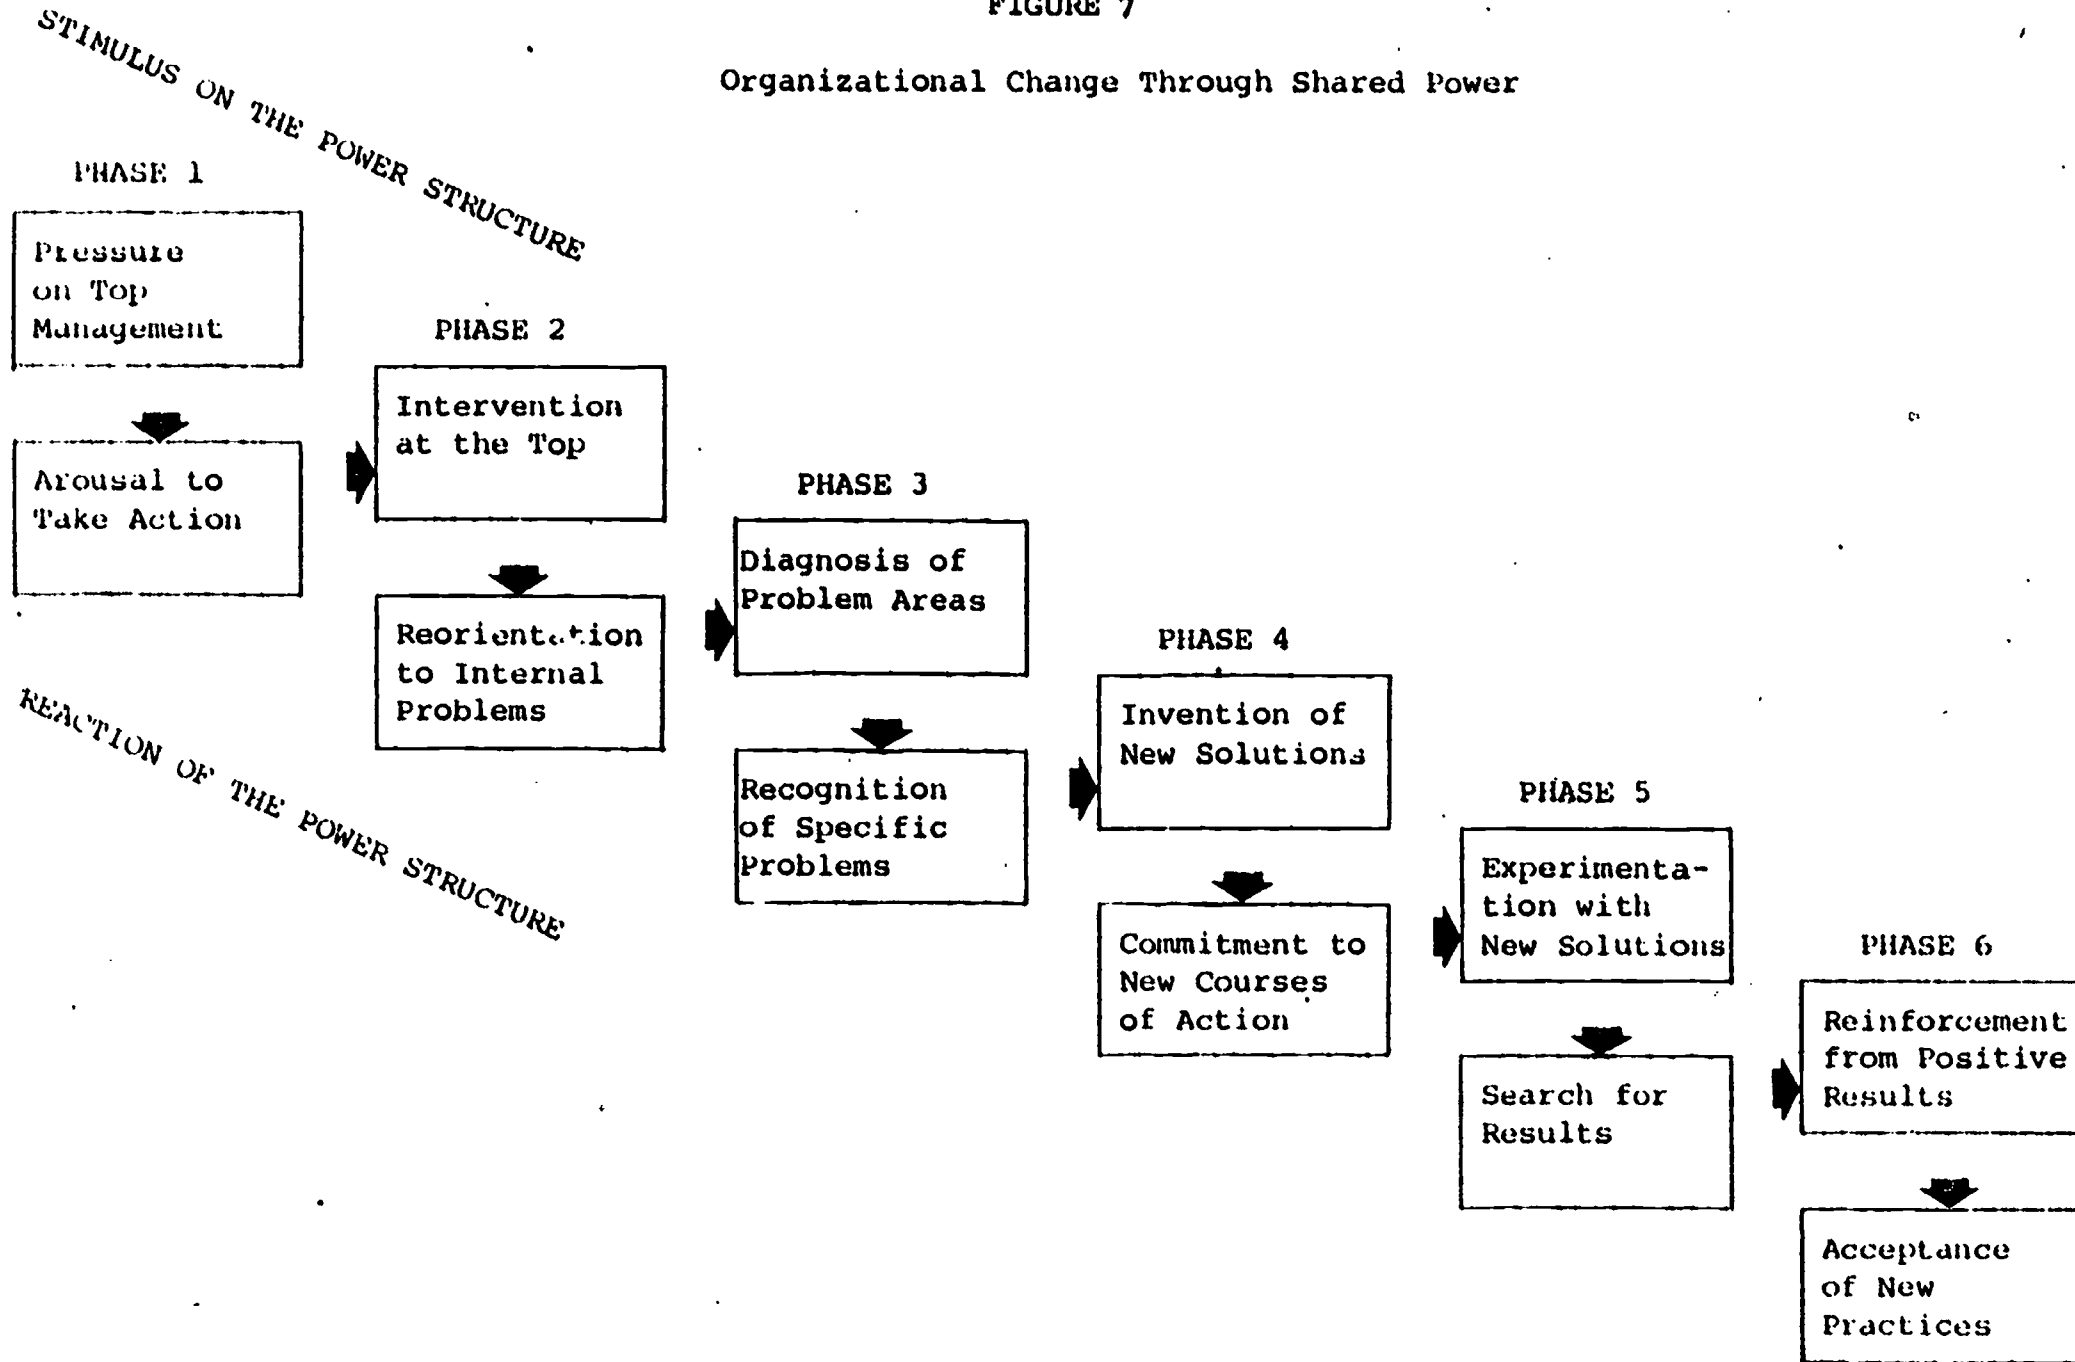 FIGURE 7
Organizational Change Through Shared Power
STIMULUS ON THE POWER STRUCTURE
PHASE 1
Pressure
on Top
Management
Arousal to
Take Action
PHASE 2
Intervention
at the Top
Reorientation
to Internal
Problems
PHASE 3
Diagnosis of
Problem Areas
Recognition
of Specific
Problems
PHASE 4
Invention of
New Solutions
Commitment to
New Courses
of Action
PHASE 5
Experimenta-
tion with
New Solutions
Search for
Results
PHASE 6
Reinforcement
from Positive
Results
Acceptance
of New
Practices
REACTION OF THE POWER STRUCTURE